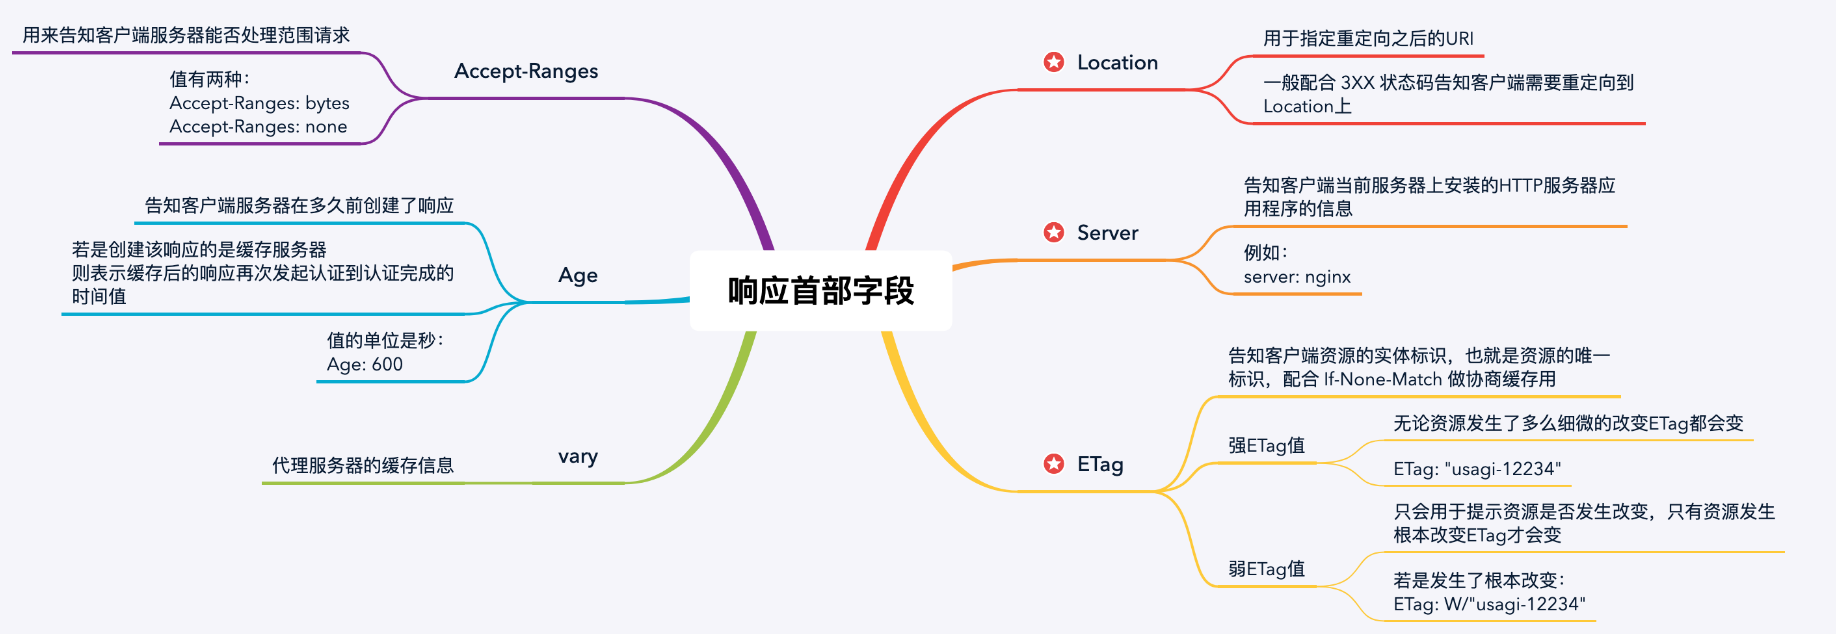 响应首部字段
Location
用于指定重定向之后的URI
一般配合 3XX 状态码告知客户端需要重定向到
Location上
Server
告知客户端当前服务器上安装的HTTP服务器应
用程序的信息
例如：
server: nginx
ETag
告知客户端资源的实体标识，也就是资源的唯一
标识，配合 If-None-Match 做协商缓存用
强ETag值
无论资源发生了多么细微的改变ETag都会变
ETag: "usagi-12234"
弱ETag值
只会用于提示资源是否发生改变，只有资源发生
根本改变ETag才会变
若是发生了根本改变：
ETag: W/"usagi-12234"
Accept-Ranges
用来告知客户端服务器能否处理范围请求
值有两种：
Accept-Ranges: bytes
Accept-Ranges: none
Age
告知客户端服务器在多久前创建了响应
若是创建该响应的是缓存服务器
则表示缓存后的响应再次发起认证到认证完成的
时间值
值的单位是秒：
Age: 600
vary
代理服务器的缓存信息